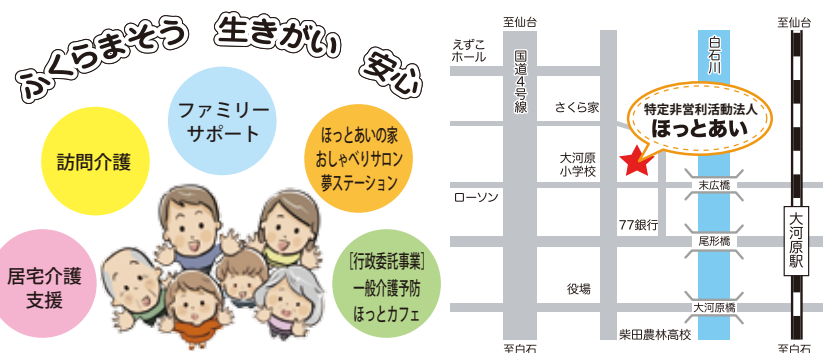 ふくらまそう 生きがい 安心
ファミリー
サポート
訪問介護
ほっとあいの家
おしゃべりサロン
夢ステーション
居宅介護
支援
[行政委託事業]
一般介護予防
ほっとカフェ
至仙台
至仙台
えずこ
ホール
国道4号線
白石川
さくら家
特定非営利活動法人
ほっとあい
大河原
小学校
末広橋
ローソン
77銀行
大河原駅
尾形橋
役場
大河原橋
柴田農林高校
至白石
至白石